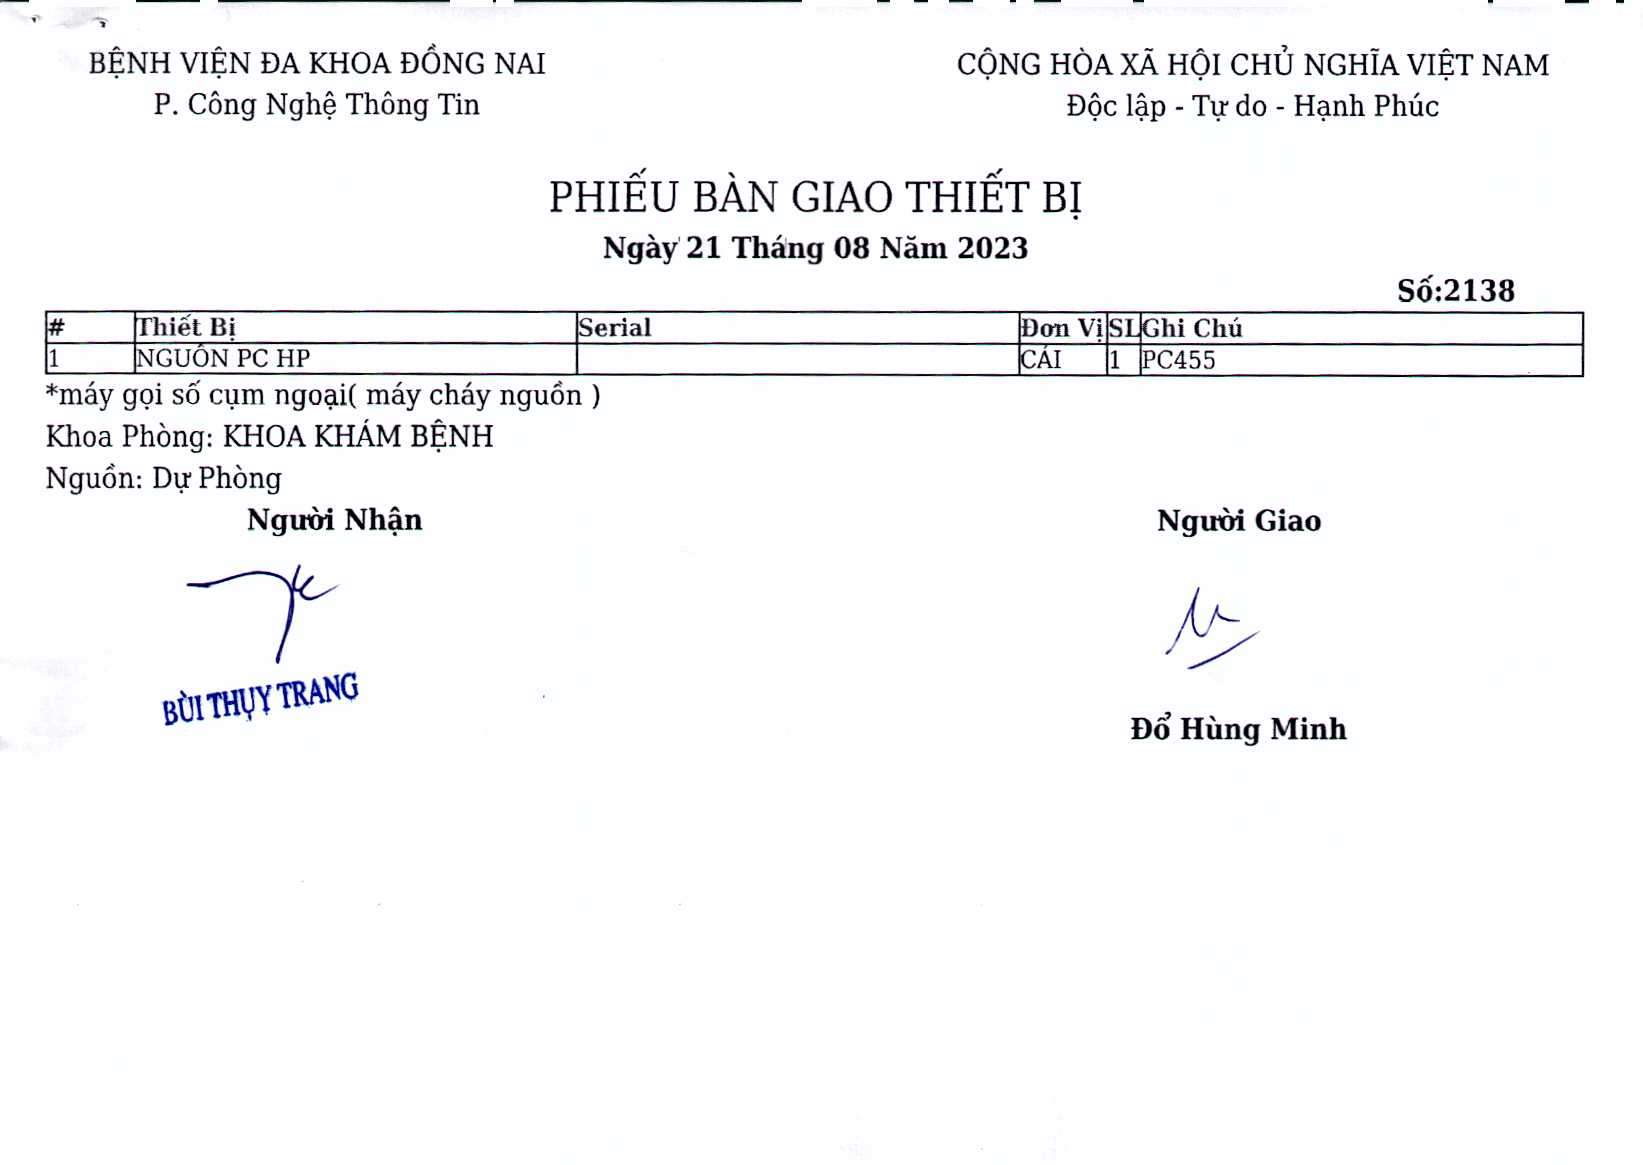 BỆNH VIỆN ĐA KHOA ĐỒNG NAI
P. Công Nghệ Thông Tin
CỘNG HÒA XÃ HỘI CHỦ NGHĨA VIỆT NAM
Độc lập - Tự do - Hạnh Phúc
PHIẾU BÀN GIAO THIẾT BỊ
Ngày 21 Tháng 08 Năm 2023
Số:2138
# Thiết Bị Serial Đơn Vị SL Ghi Chú
1 NGUỒN PC HP CÁI 1 PC455
*máy gọi số cụm ngoại( máy cháy nguồn )
Khoa Phòng: KHOA KHÁM BỆNH
Nguồn: Dự Phòng
Người Nhận
Người Giao
BÙI THỤY TRANG
Đổ Hùng Minh